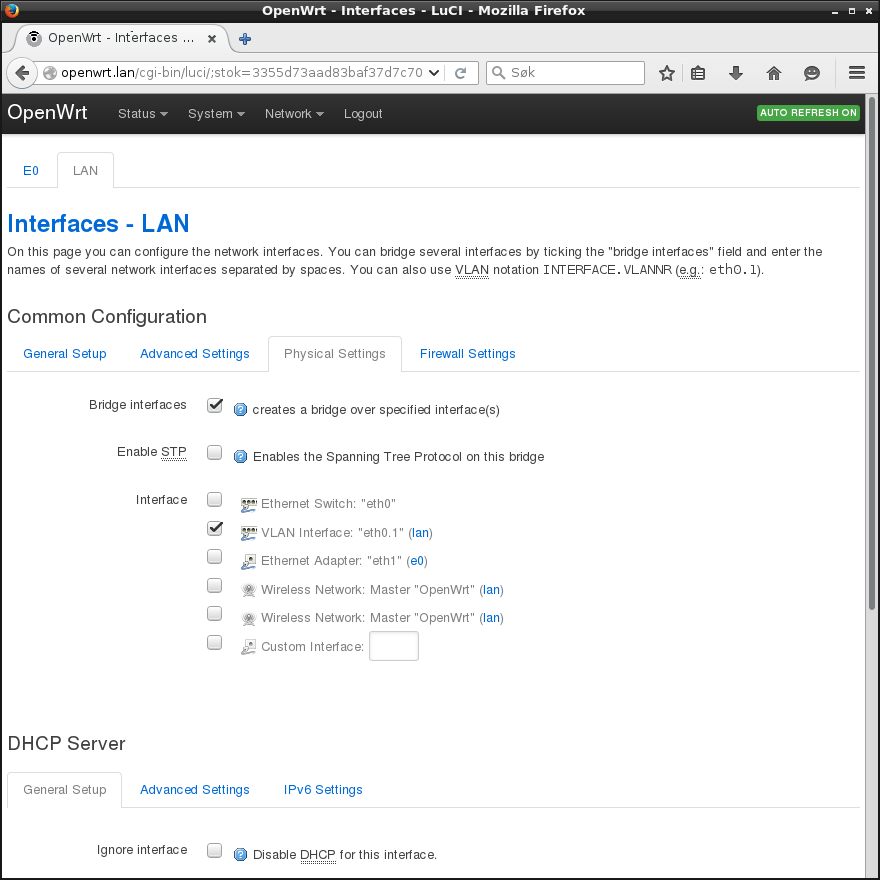 OpenWrt - Interfaces - LuCI - Mozilla Firefox
OpenWrt - Interfaces ...
openwrt.lan/cgi-bin/luci/;stok=3355d73aad83baf37d7c70
Søk
OpenWrt Status System Network Logout AUTO REFRESH ON
E0 LAN
Interfaces - LAN
On this page you can configure the network interfaces. You can bridge several interfaces by ticking the "bridge interfaces" field and enter the
names of several network interfaces separated by spaces. You can also use VLAN notation INTERFACE.VLANNR (e.g.: eth0.1).
Common Configuration
General Setup Advanced Settings Physical Settings Firewall Settings
Bridge interfaces creates a bridge over specified interface(s)
Enable STP Enables the Spanning Tree Protocol on this bridge
Interface Ethernet Switch: "eth0"
VLAN Interface: "eth0.1" (lan)
Ethernet Adapter: "eth1" (e0)
Wireless Network: Master "OpenWrt" (lan)
Wireless Network: Master "OpenWrt" (lan)
Custom Interface:
DHCP Server
General Setup Advanced Settings IPv6 Settings
Ignore interface Disable DHCP for this interface.